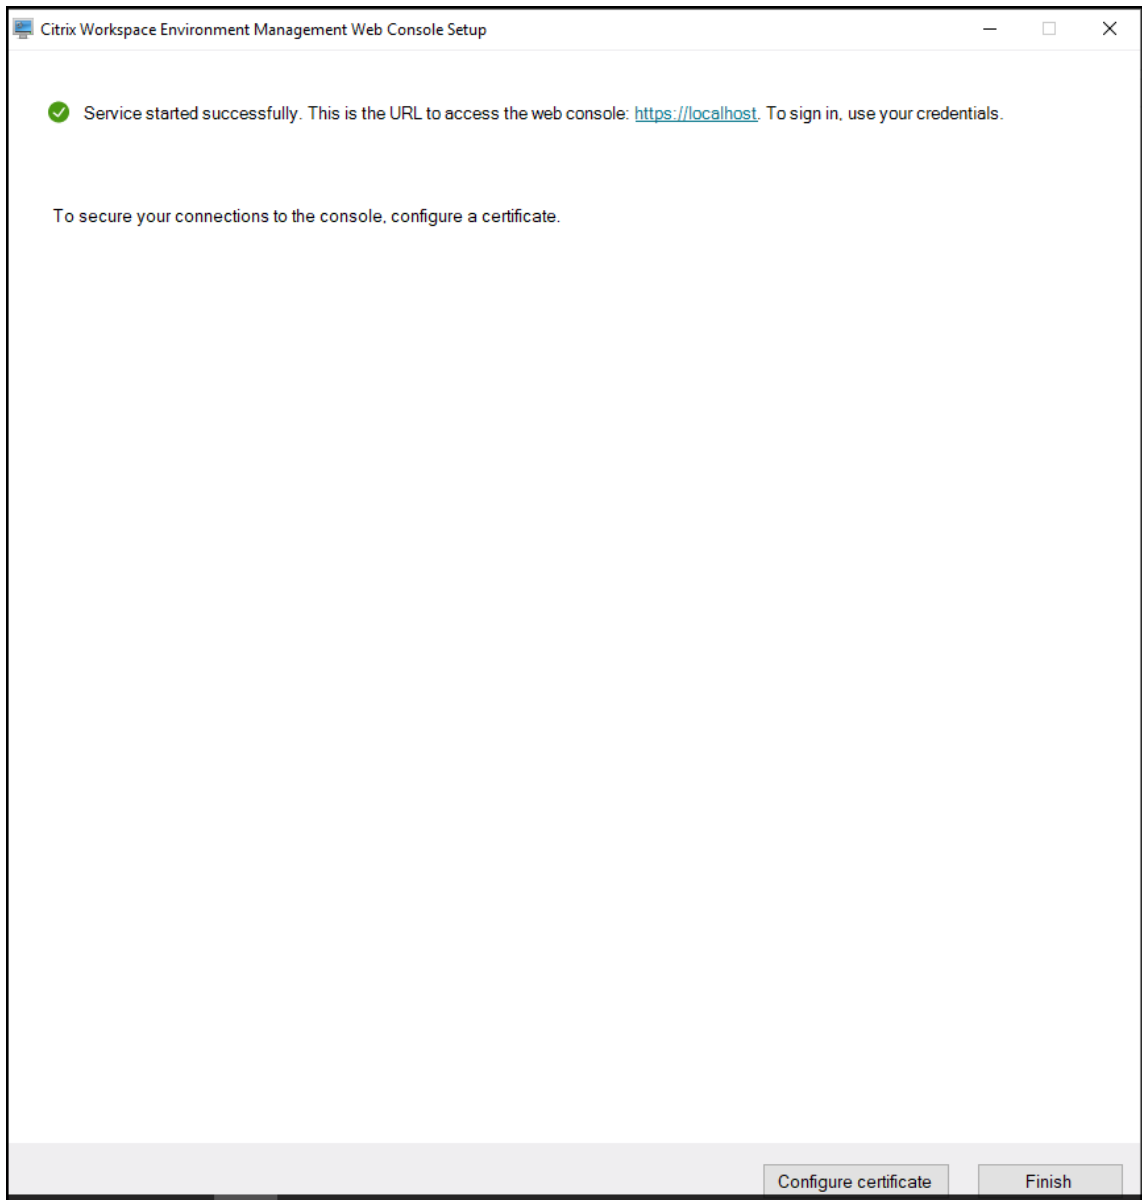 Citrix Workspace Environment Management Web Console Setup
Service started successfully. This is the URL to access the web console: https://localhost. To sign in, use your credentials.
To secure your connections to the console, configure a certificate.
Configure certificate
Finish